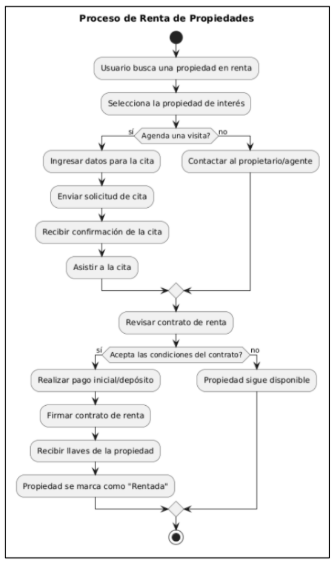 Proceso de Renta de Propiedades
Usuario busca una propiedad en renta
Selecciona la propiedad de interés
sí
Agenda una visita?
no
Ingresar datos para la cita
Contactar al propietario/agente
Enviar solicitud de cita
Recibir confirmación de la cita
Asistir a la cita
Revisar contrato de renta
sí
Acepta las condiciones del contrato?
no
Realizar pago inicial/depósito
Propiedad sigue disponible
Firmar contrato de renta
Recibir llaves de la propiedad
Propiedad se marca como "Rentada"